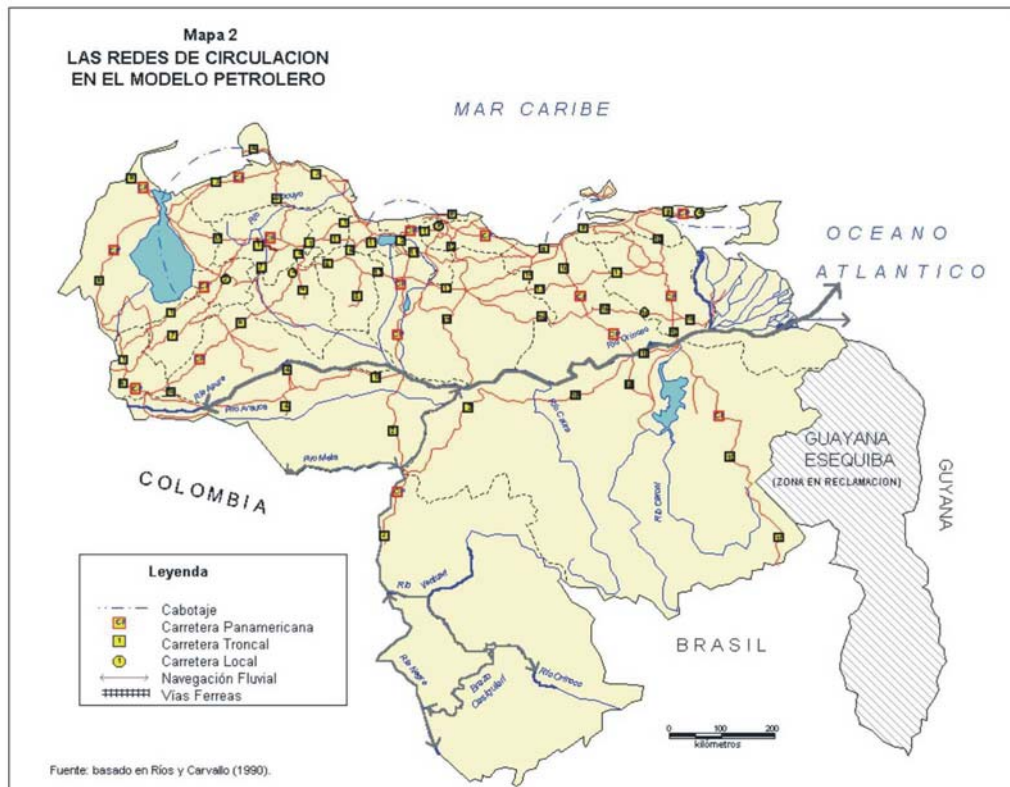 Mapa 2
LAS REDES DE CIRCULACION
EN EL MODELO PETROLERO
MAR CARIBE
OCEANO
ATLANTICO
Río
Río Orinoco
Río Apure
Río Arauca
Río Meta
Río Caura
Río Caroní
GUAYANA
ESEQUIBA
(ZONA EN RECLAMACION)
GUYANA
COLOMBIA
Río Ventuari
Río Negro
Brazo
Casiquiari
Río Orinoco
BRASIL
Leyenda
Cabotaje
Carretera Panamericana
Carretera Troncal
Carretera Local
Navegación Fluvial
Vías Ferreas
0 100 200
kilómetros
Fuente: basado en Ríos y Carvallo (1990).